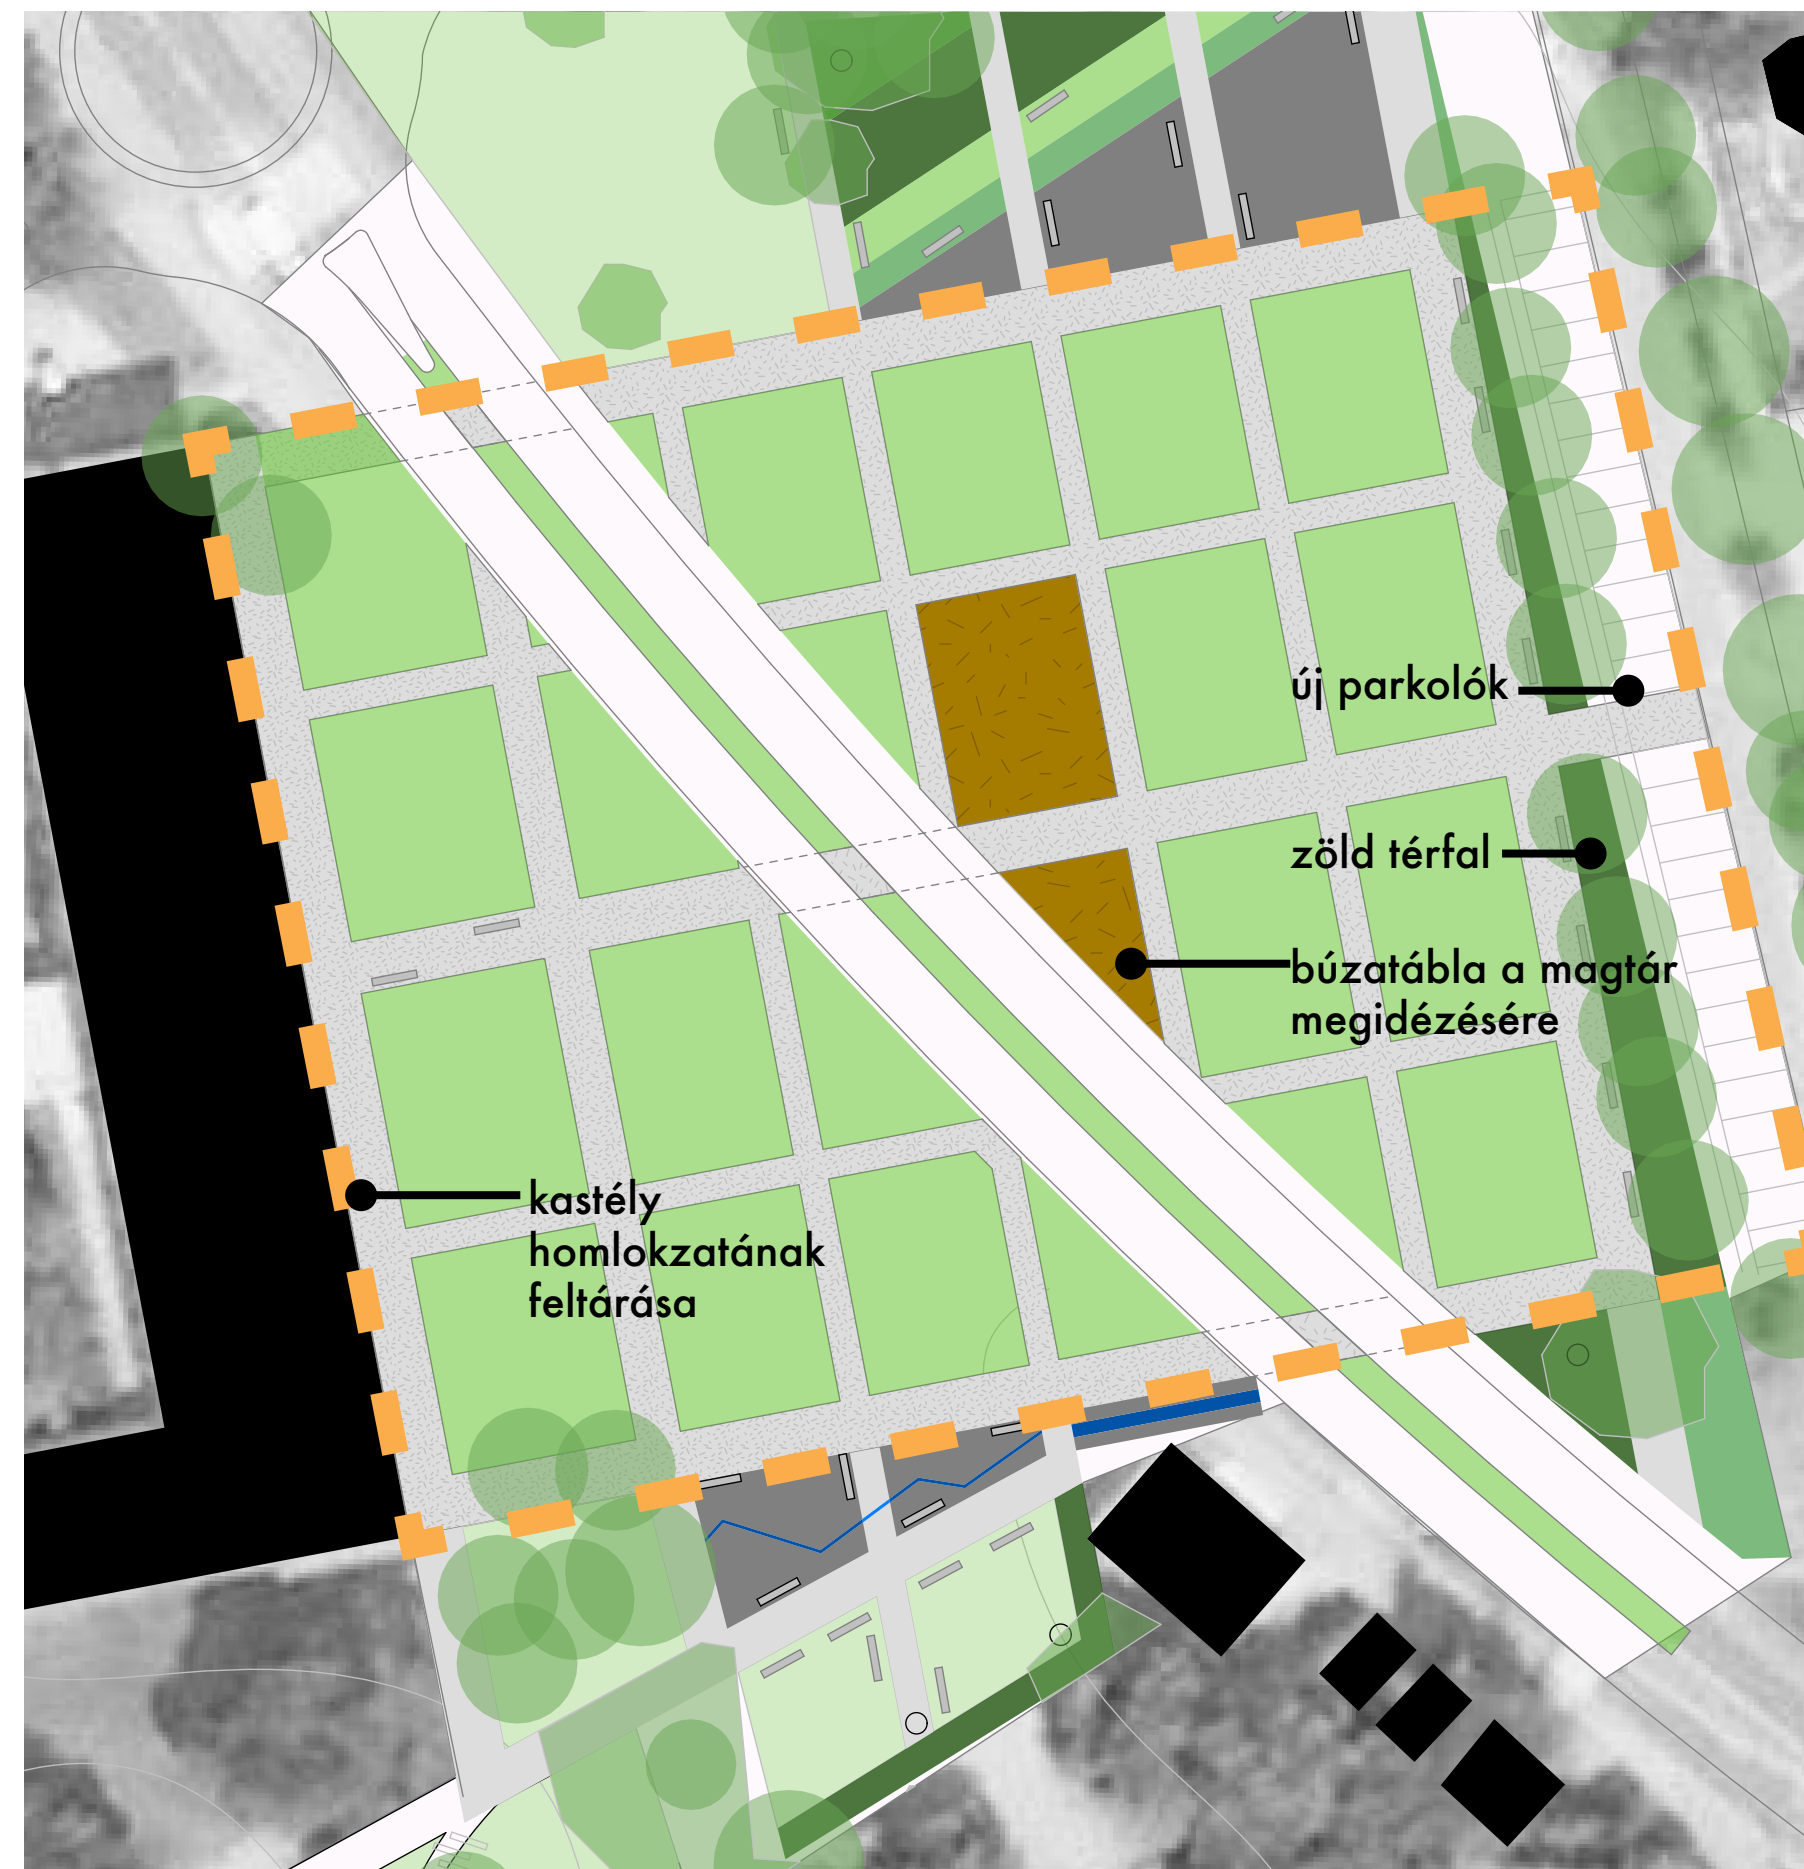 új parkolók
zöld térfal
búzatábla a magtár
megidézésére
kastély
homlokzatának
feltárása